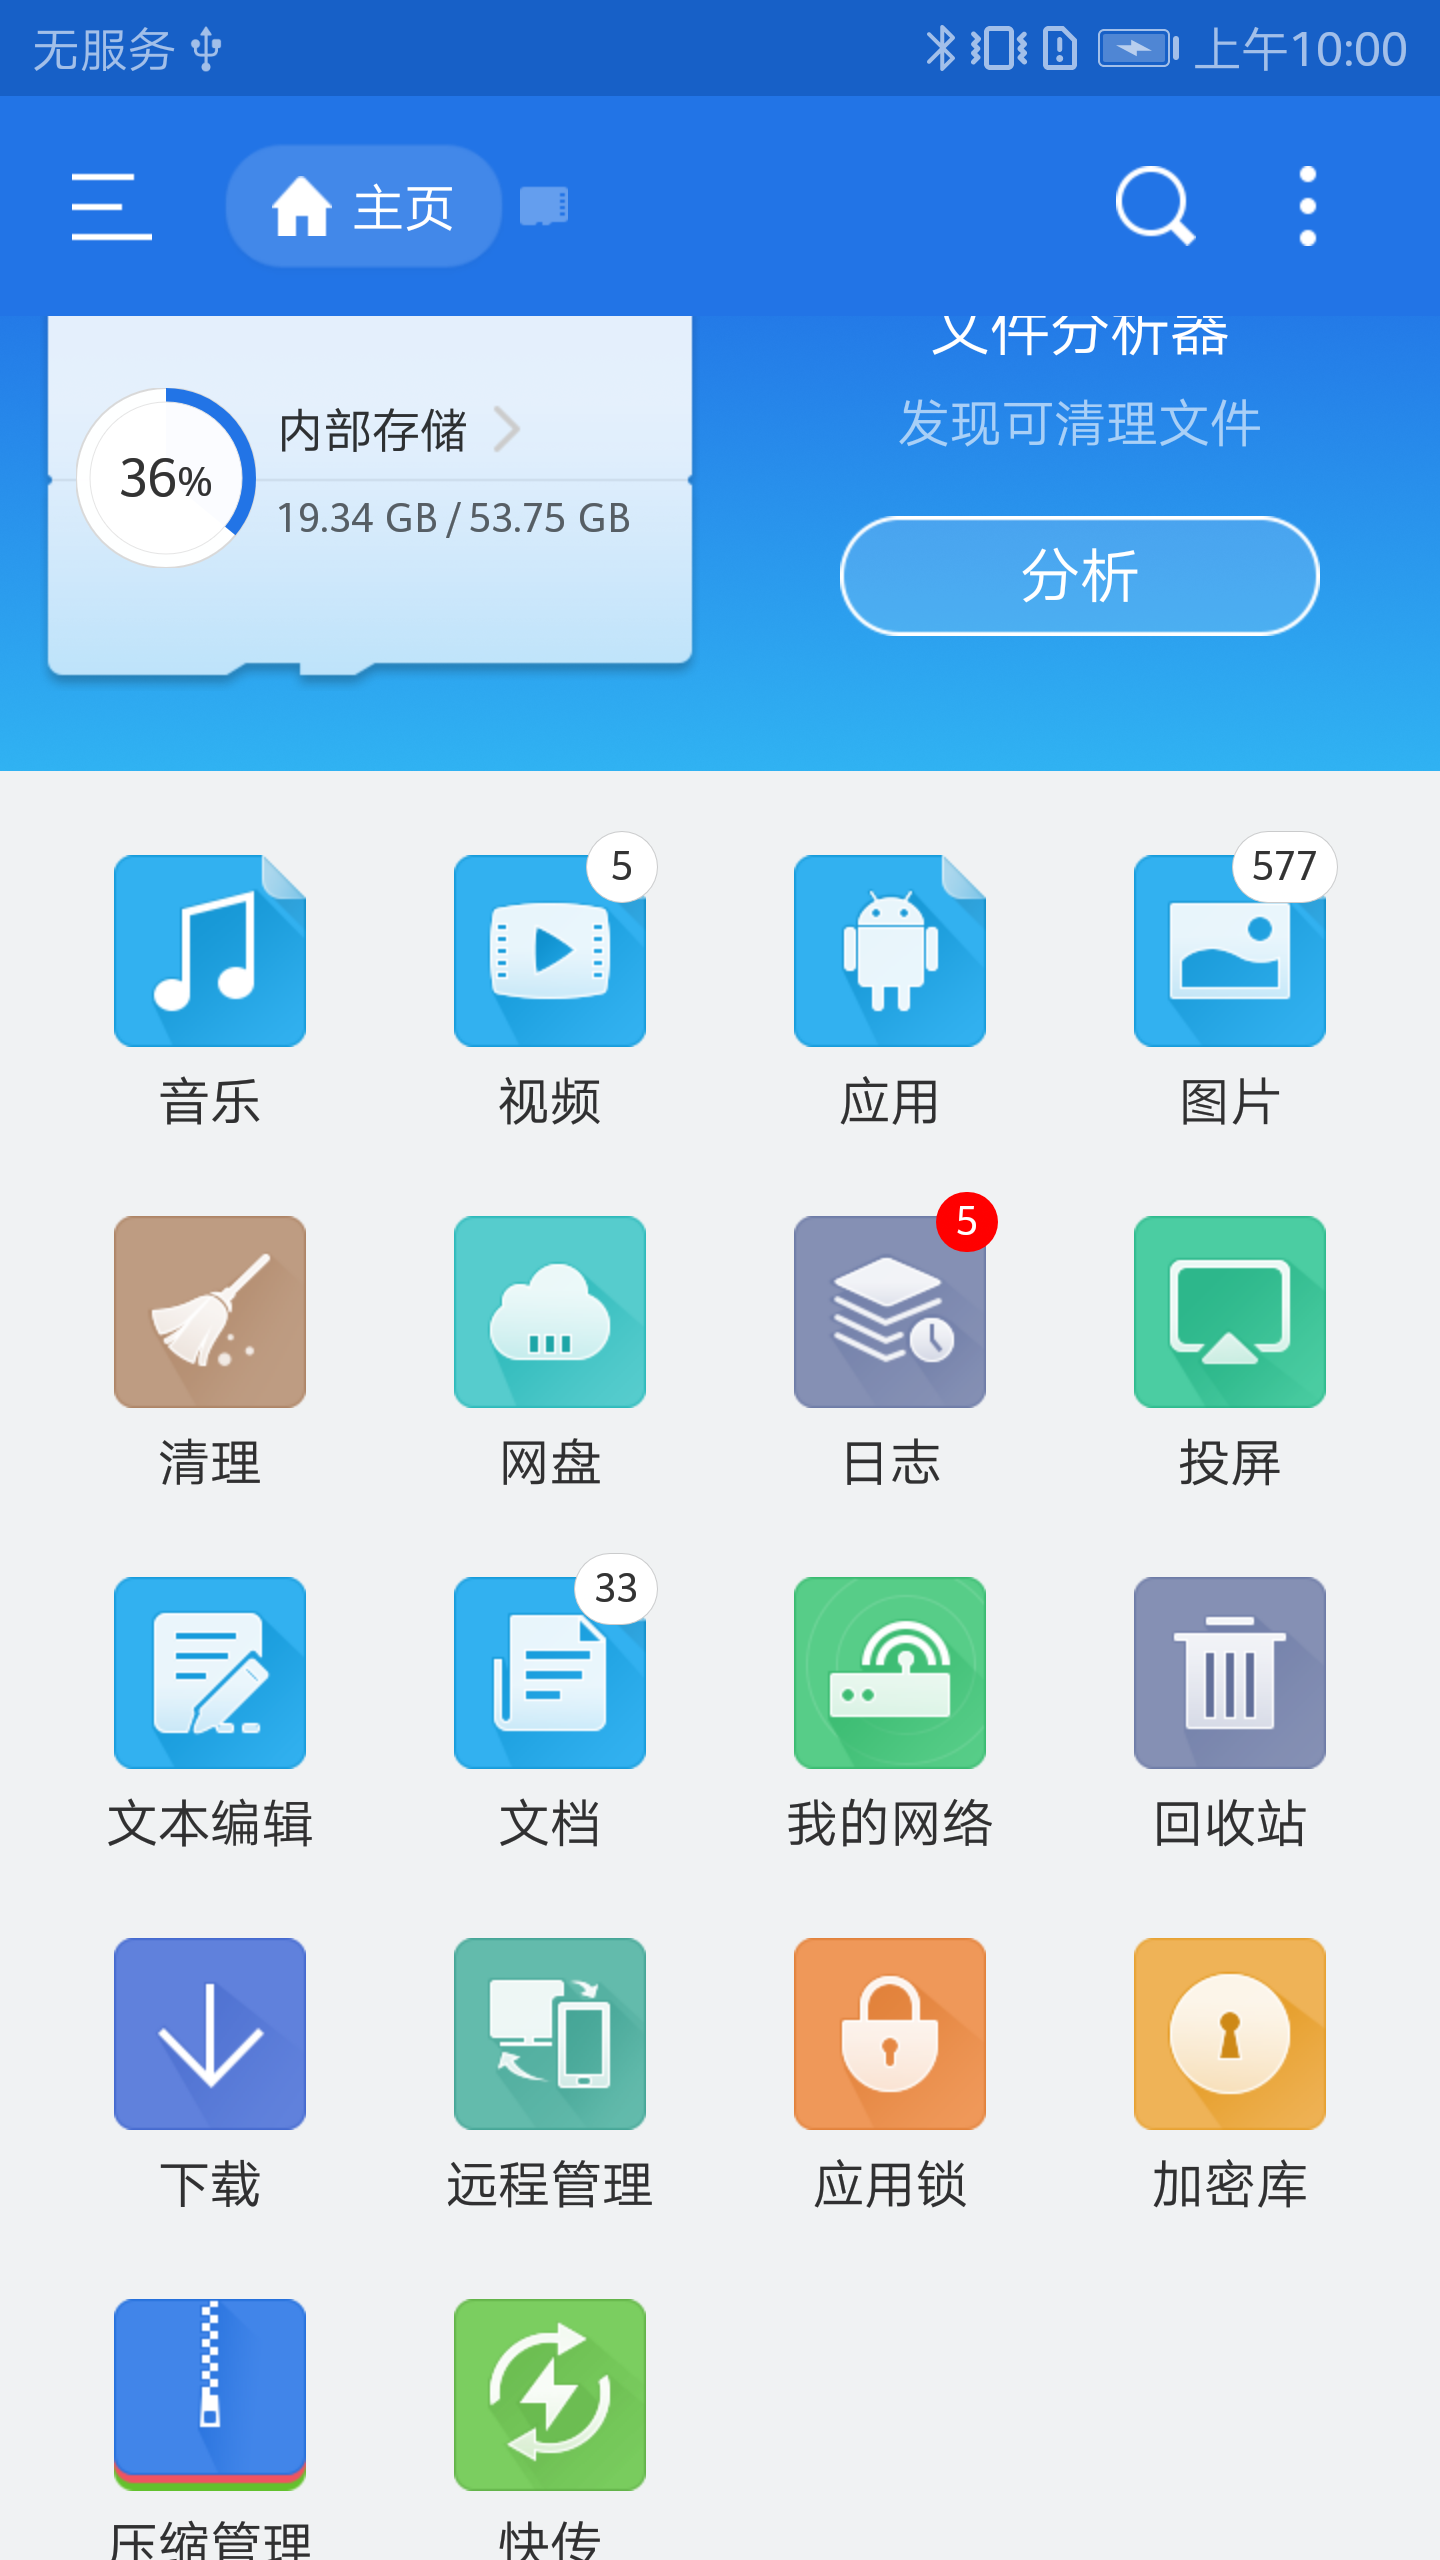 无服务 上午10:00
主页
文件分析器
发现可清理文件
分析
内部存储
36%
19.34 GB / 53.75 GB
音乐
5
视频
应用
577
图片
清理
网盘
5
日志
投屏
文本编辑
33
文档
我的网络
回收站
下载
远程管理
应用锁
加密库
压缩管理
快传